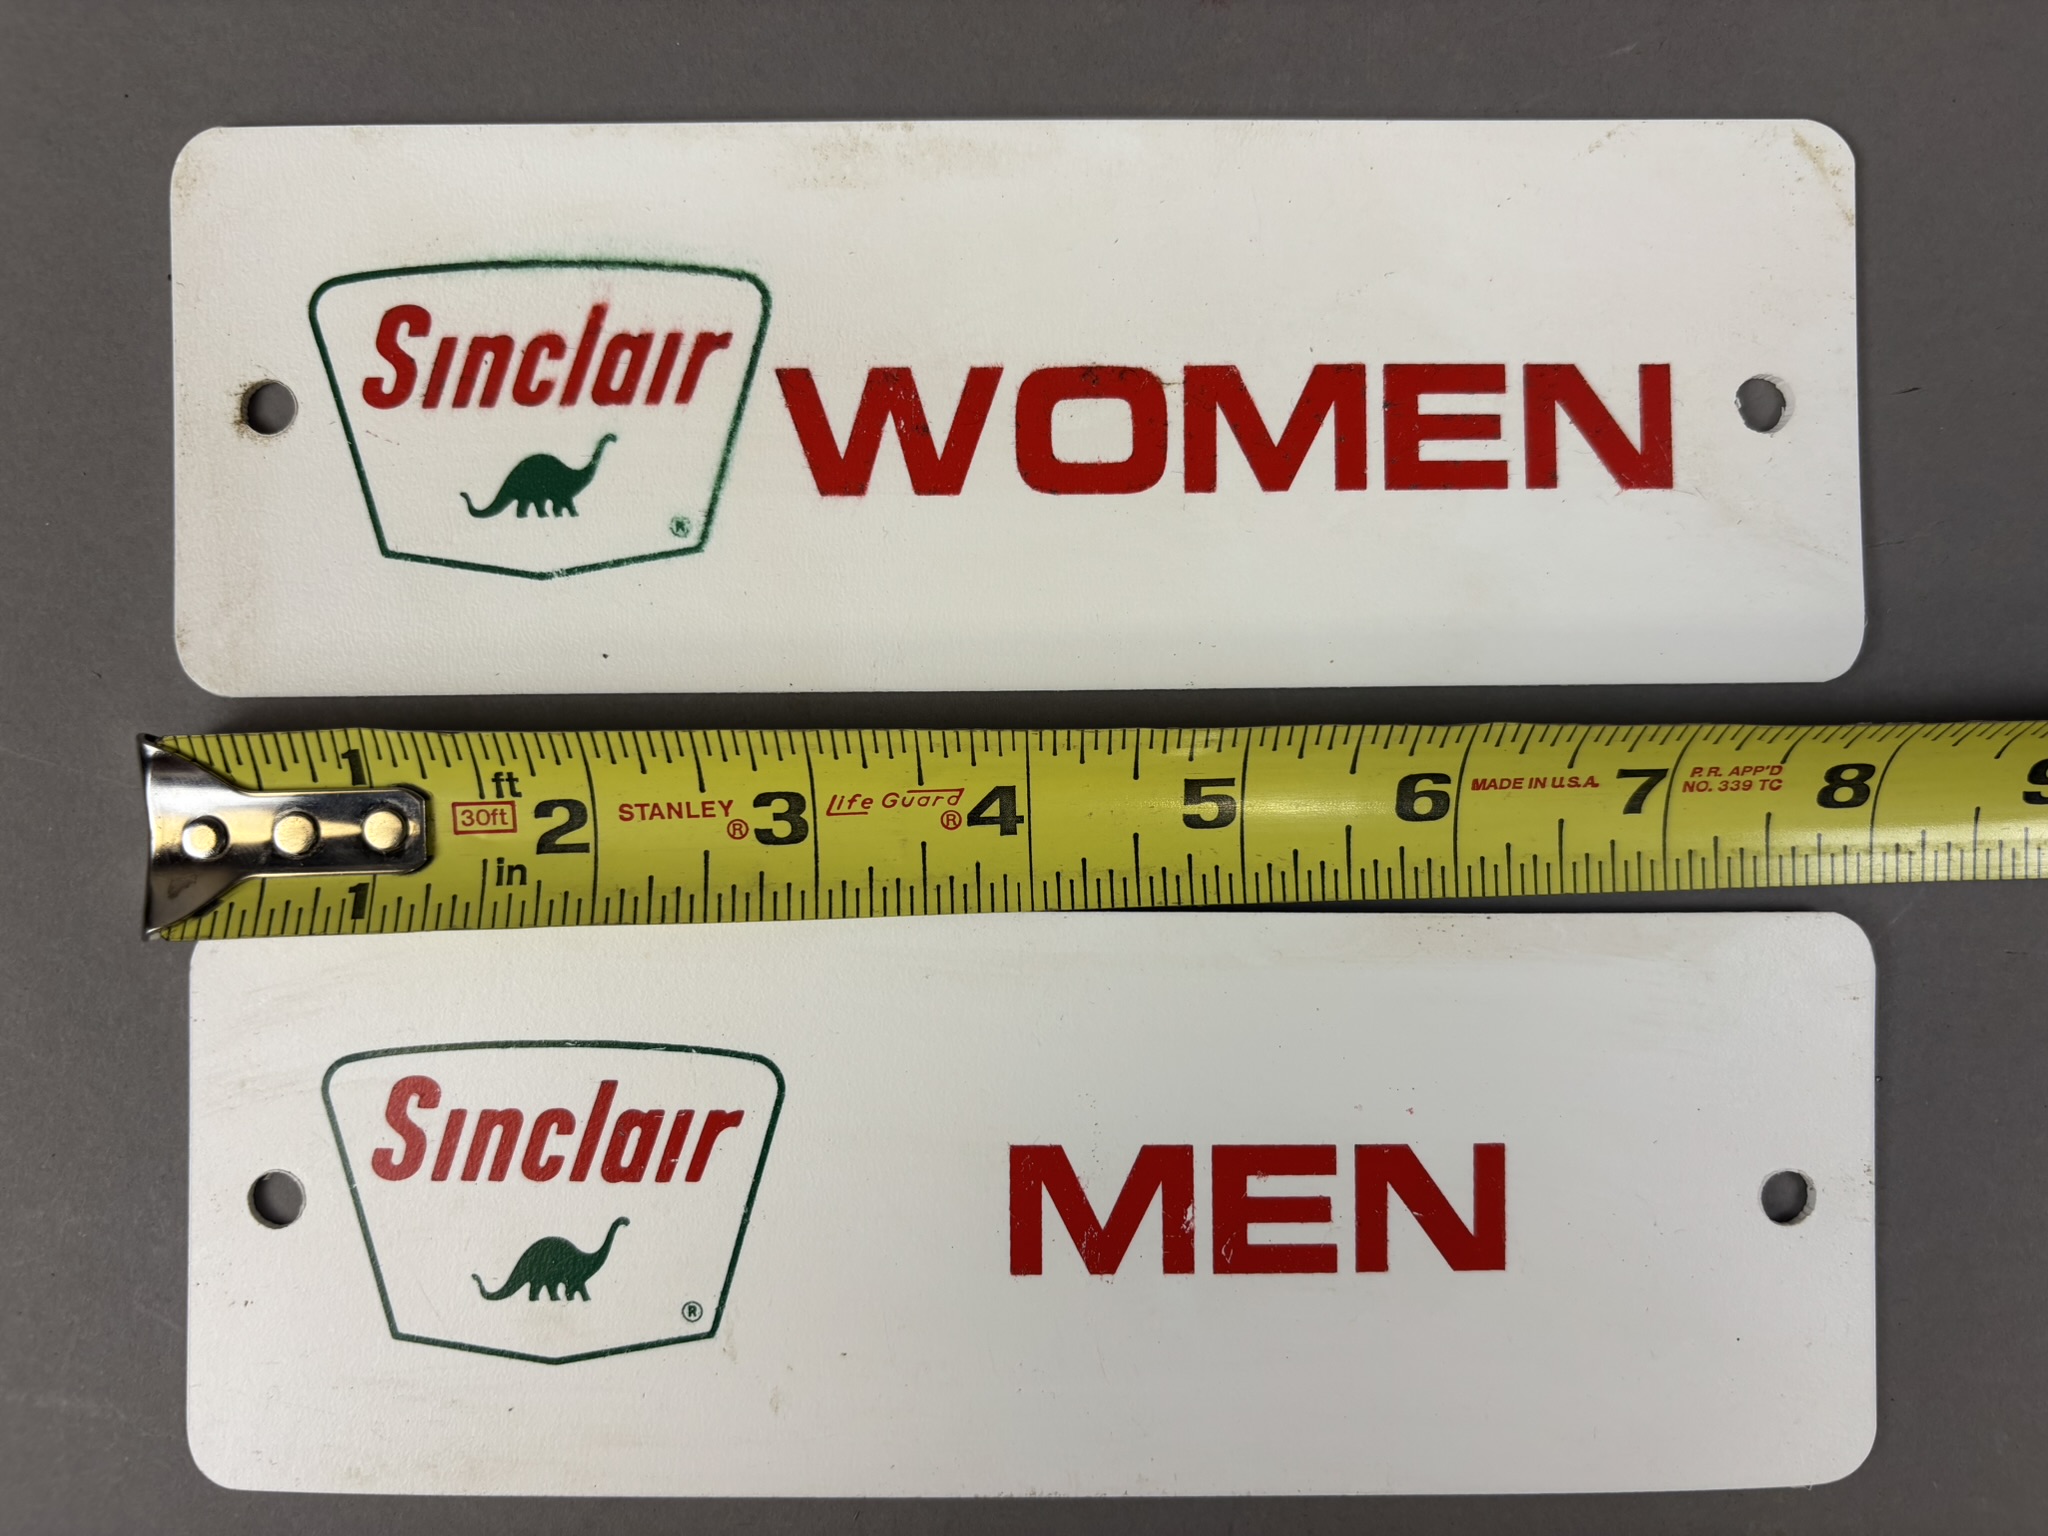 Sinclair
WOMEN
®
1 ft 2 STANLEY ® 3 Life Guard ® 4 5 6 MADE IN U.S.A. 7 P.R. APP'D 8 9
30ft
NO. 339 TC
1 in
Sinclair
MEN
®